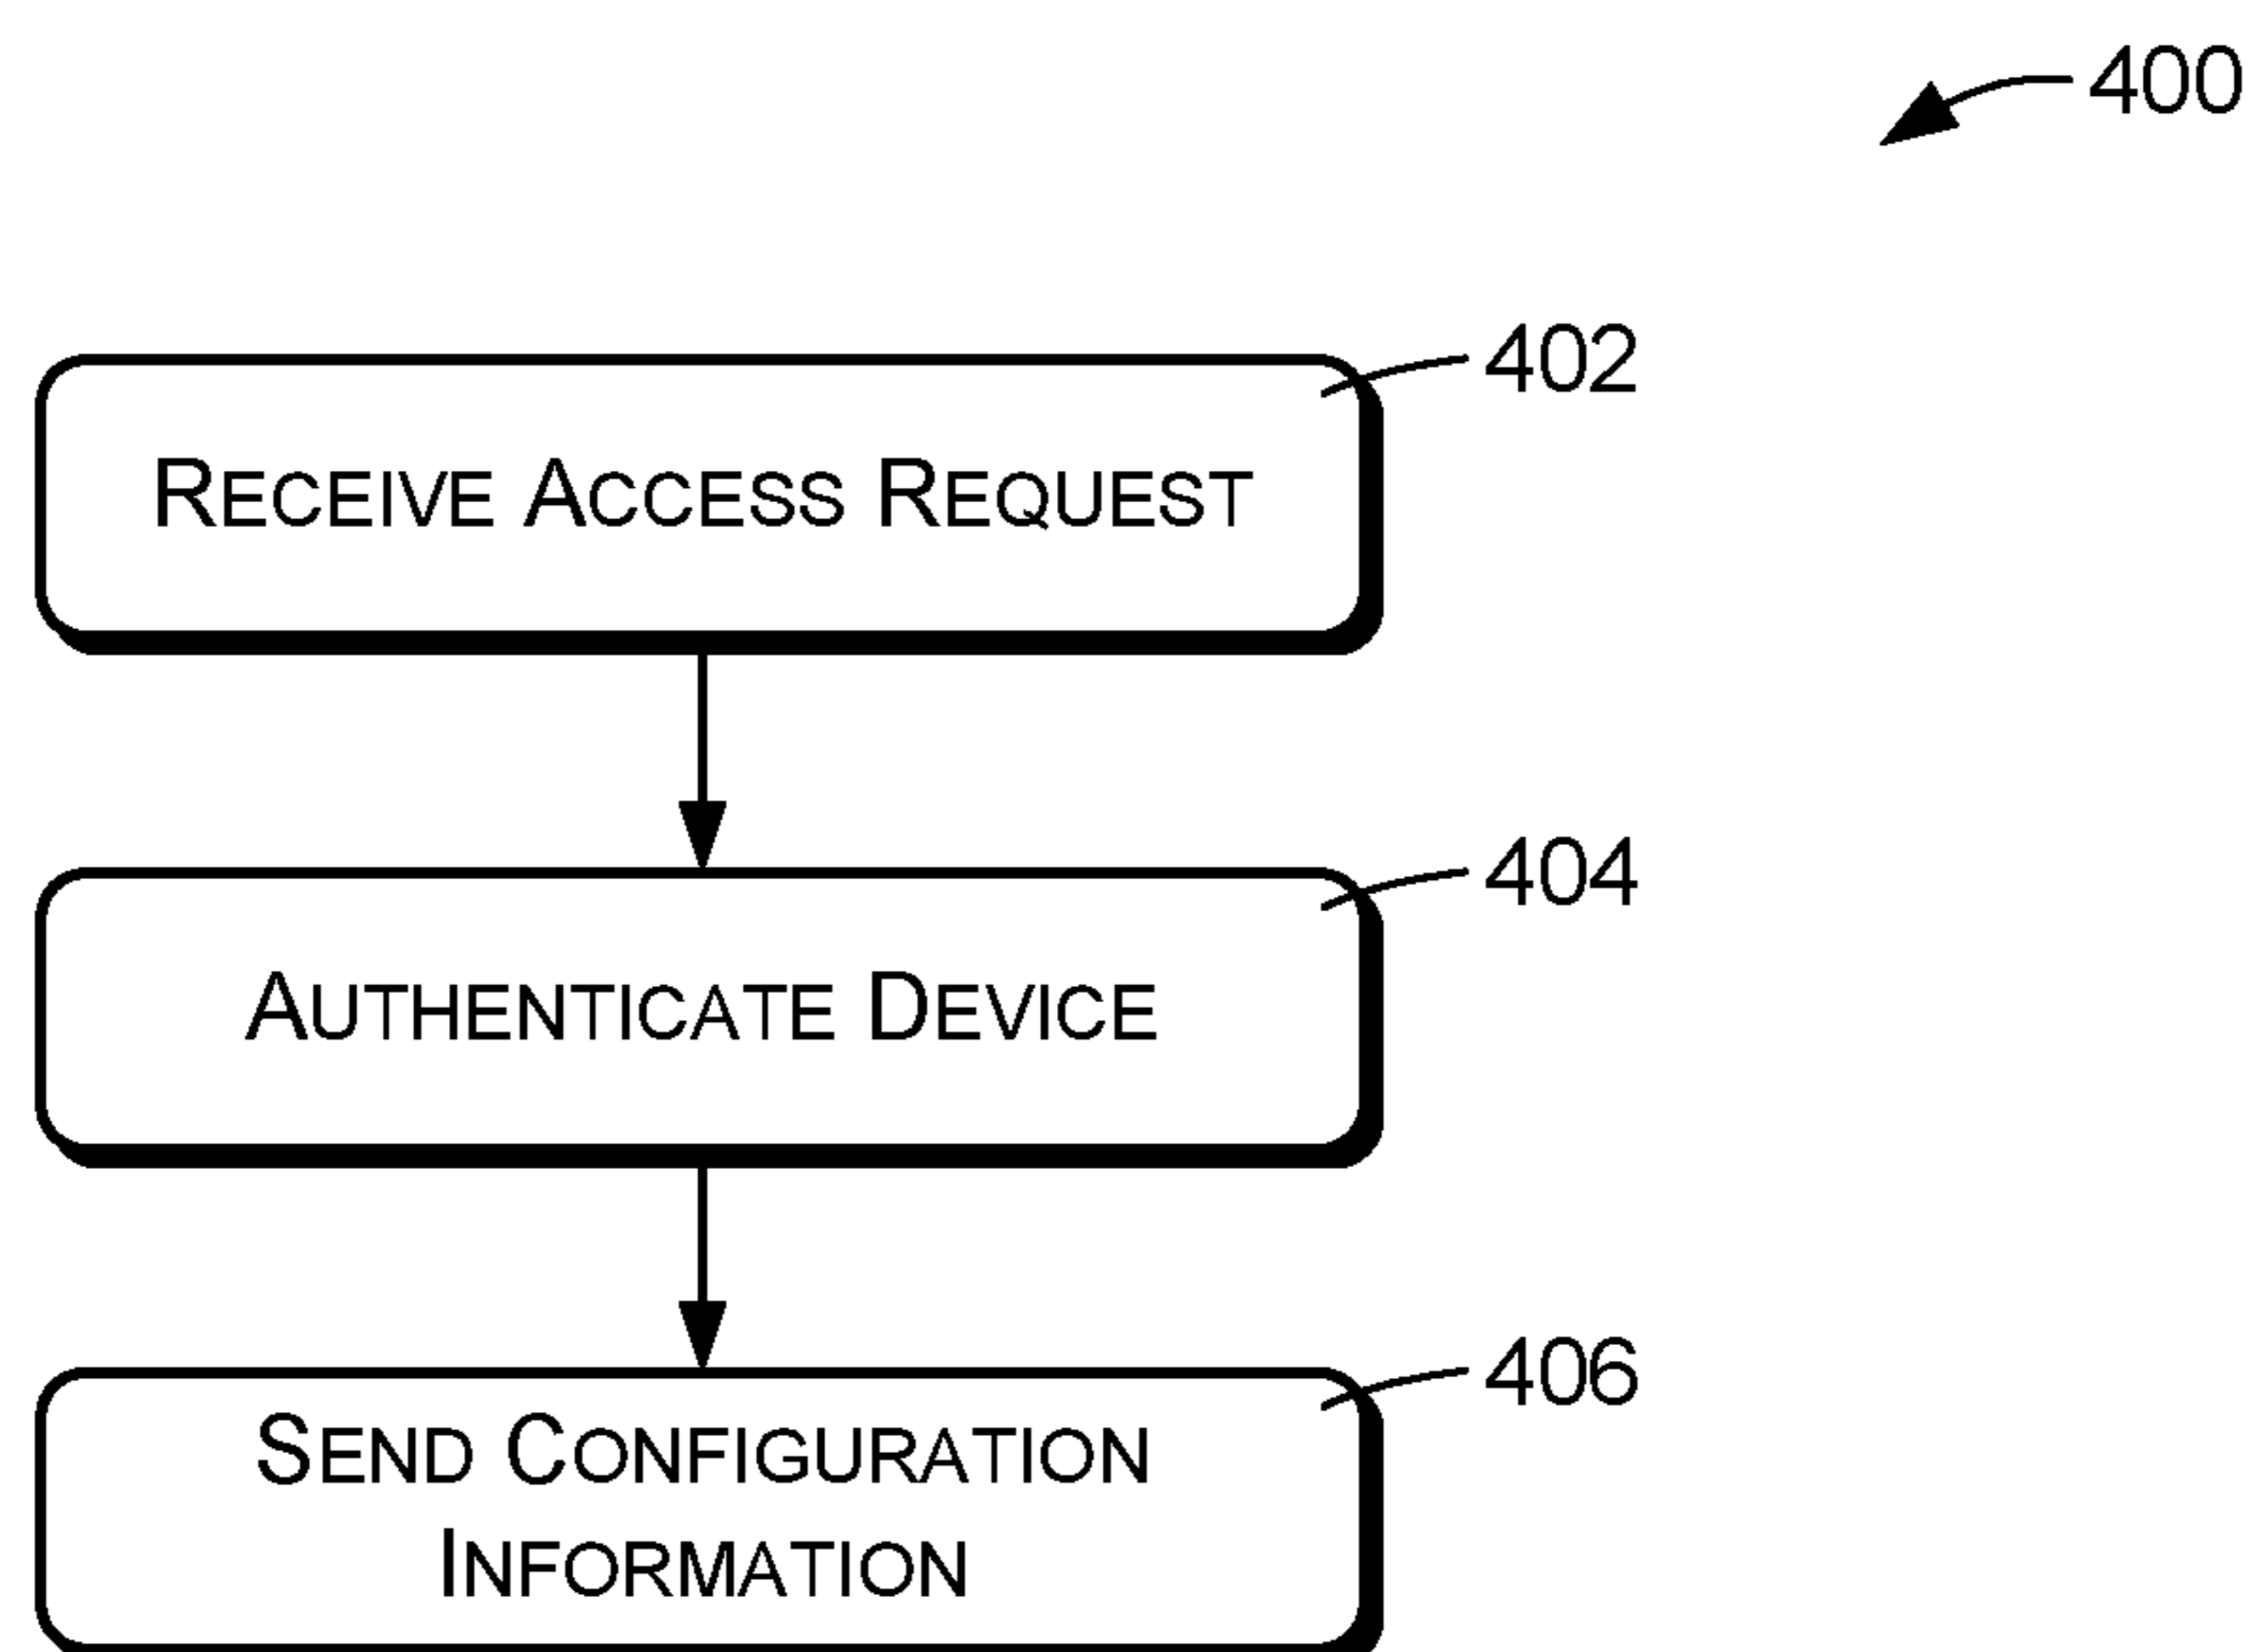 400
402
RECEIVE ACCESS REQUEST
404
AUTHENTICATE DEVICE
406
SEND CONFIGURATION
INFORMATION